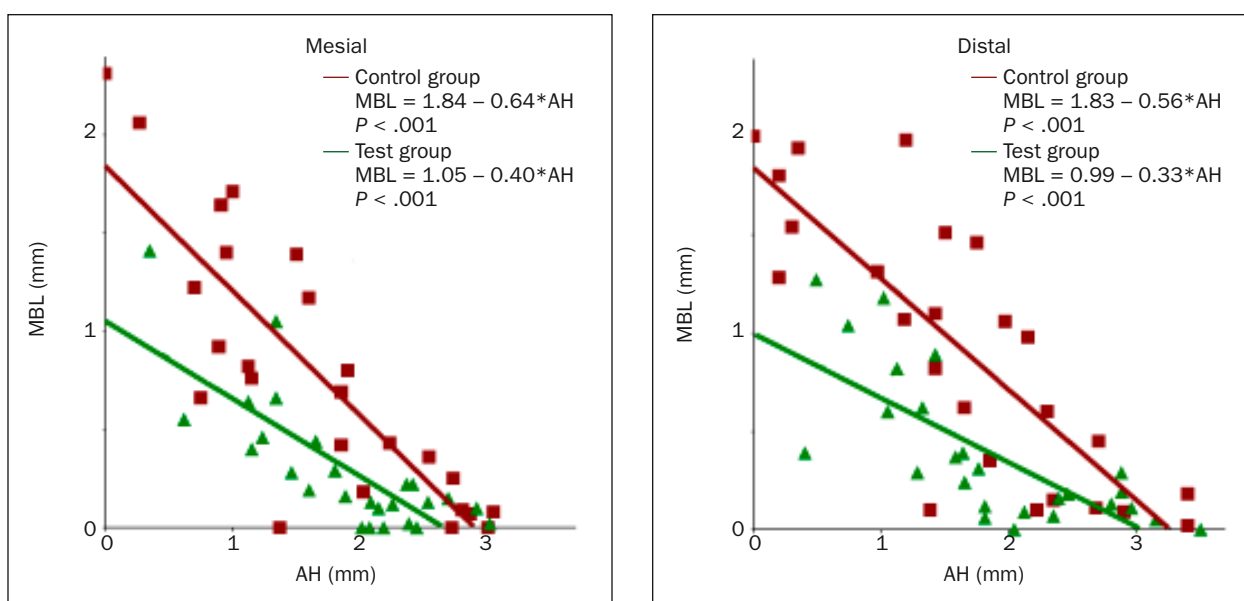 Mesial
Control group
MBL = 1.84 – 0.64*AH
P < .001
Test group
MBL = 1.05 – 0.40*AH
P < .001
2
1
0
MBL (mm)
0 1 2 3
AH (mm)
Distal
Control group
MBL = 1.83 – 0.56*AH
P < .001
Test group
MBL = 0.99 – 0.33*AH
P < .001
2
1
0
MBL (mm)
0 1 2 3
AH (mm)